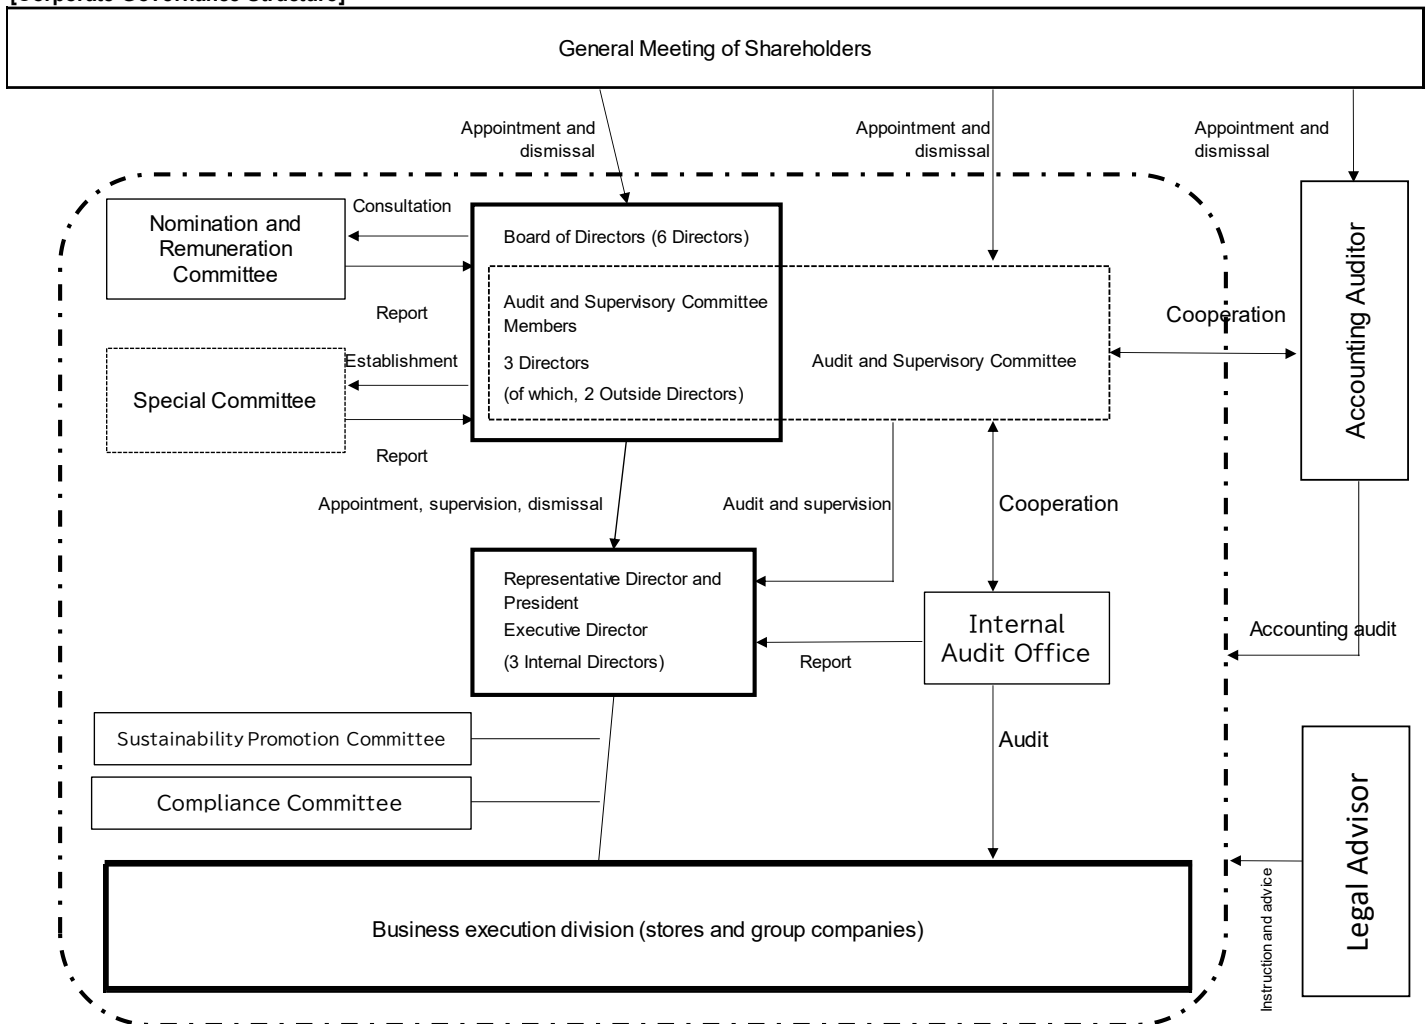 [Corporate Governance Structure]
General Meeting of Shareholders
Appointment and
dismissal
Appointment and
dismissal
Appointment and
dismissal
Nomination and
Remuneration
Committee
Consultation
Report
Board of Directors (6 Directors)
Audit and Supervisory Committee
Members
3 Directors
(of which, 2 Outside Directors)
Audit and Supervisory Committee
Cooperation
Accounting Auditor
Establishment
Special Committee
Report
Appointment, supervision, dismissal
Audit and supervision
Cooperation
Representative Director and
President
Executive Director
(3 Internal Directors)
Report
Internal
Audit Office
Accounting audit
Sustainability Promotion Committee
Compliance Committee
Audit
Legal Advisor
Instruction and advice
Business execution division (stores and group companies)